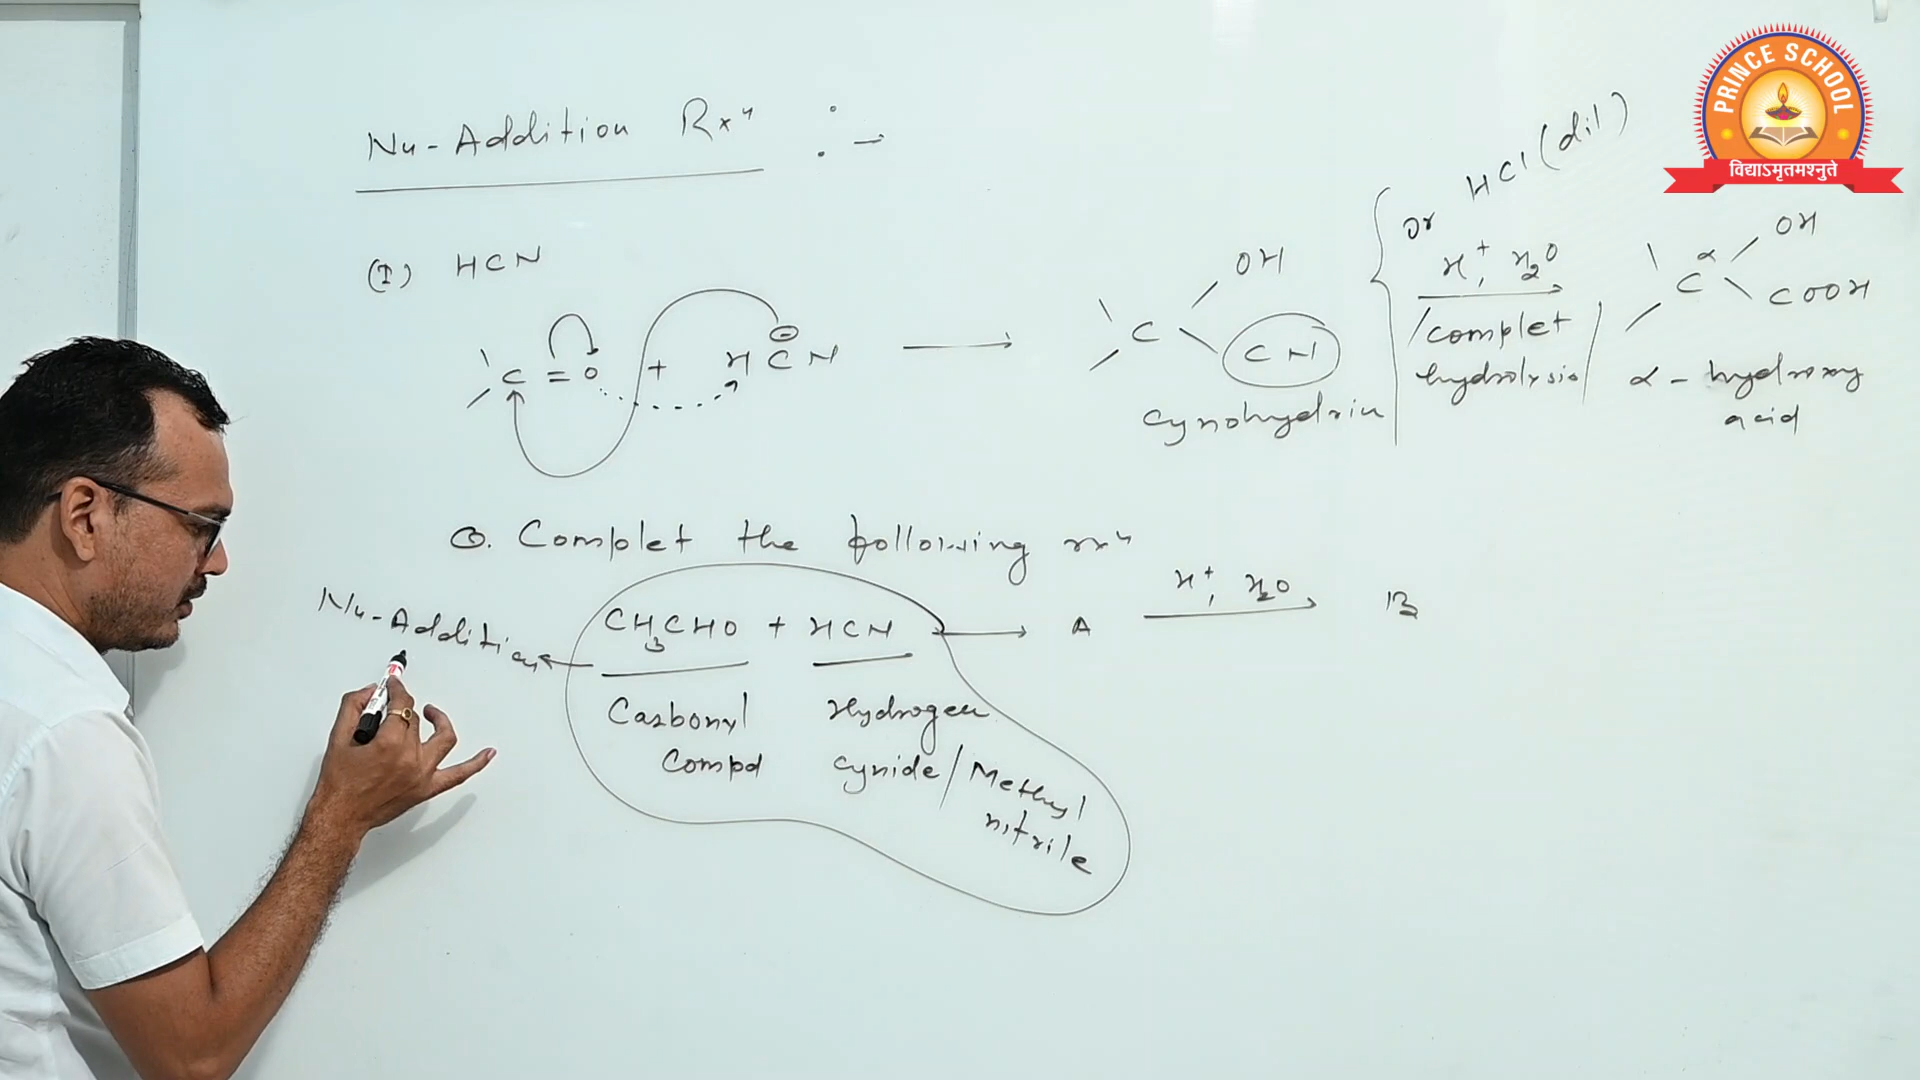 PRINCE SCHOOL
विद्याऽमृतमश्नुते
Nu-Addition Rxⁿ :-
(I) HCN
C = O + H C⊖ N ⟶ C OH CN
Cynohydrin
Or HCl (dil)
H⁺, H₂O
/complet hydrolysis/
C α OH COOH
α - hydroxy acid
Q. Complet the following rxⁿ
CH₃CHO + HCN ⟶ A H⁺, H₂O ⟶ B
Nu-Addition
Carbonyl Compd
Hydrogen cynide / Methyl nitrile